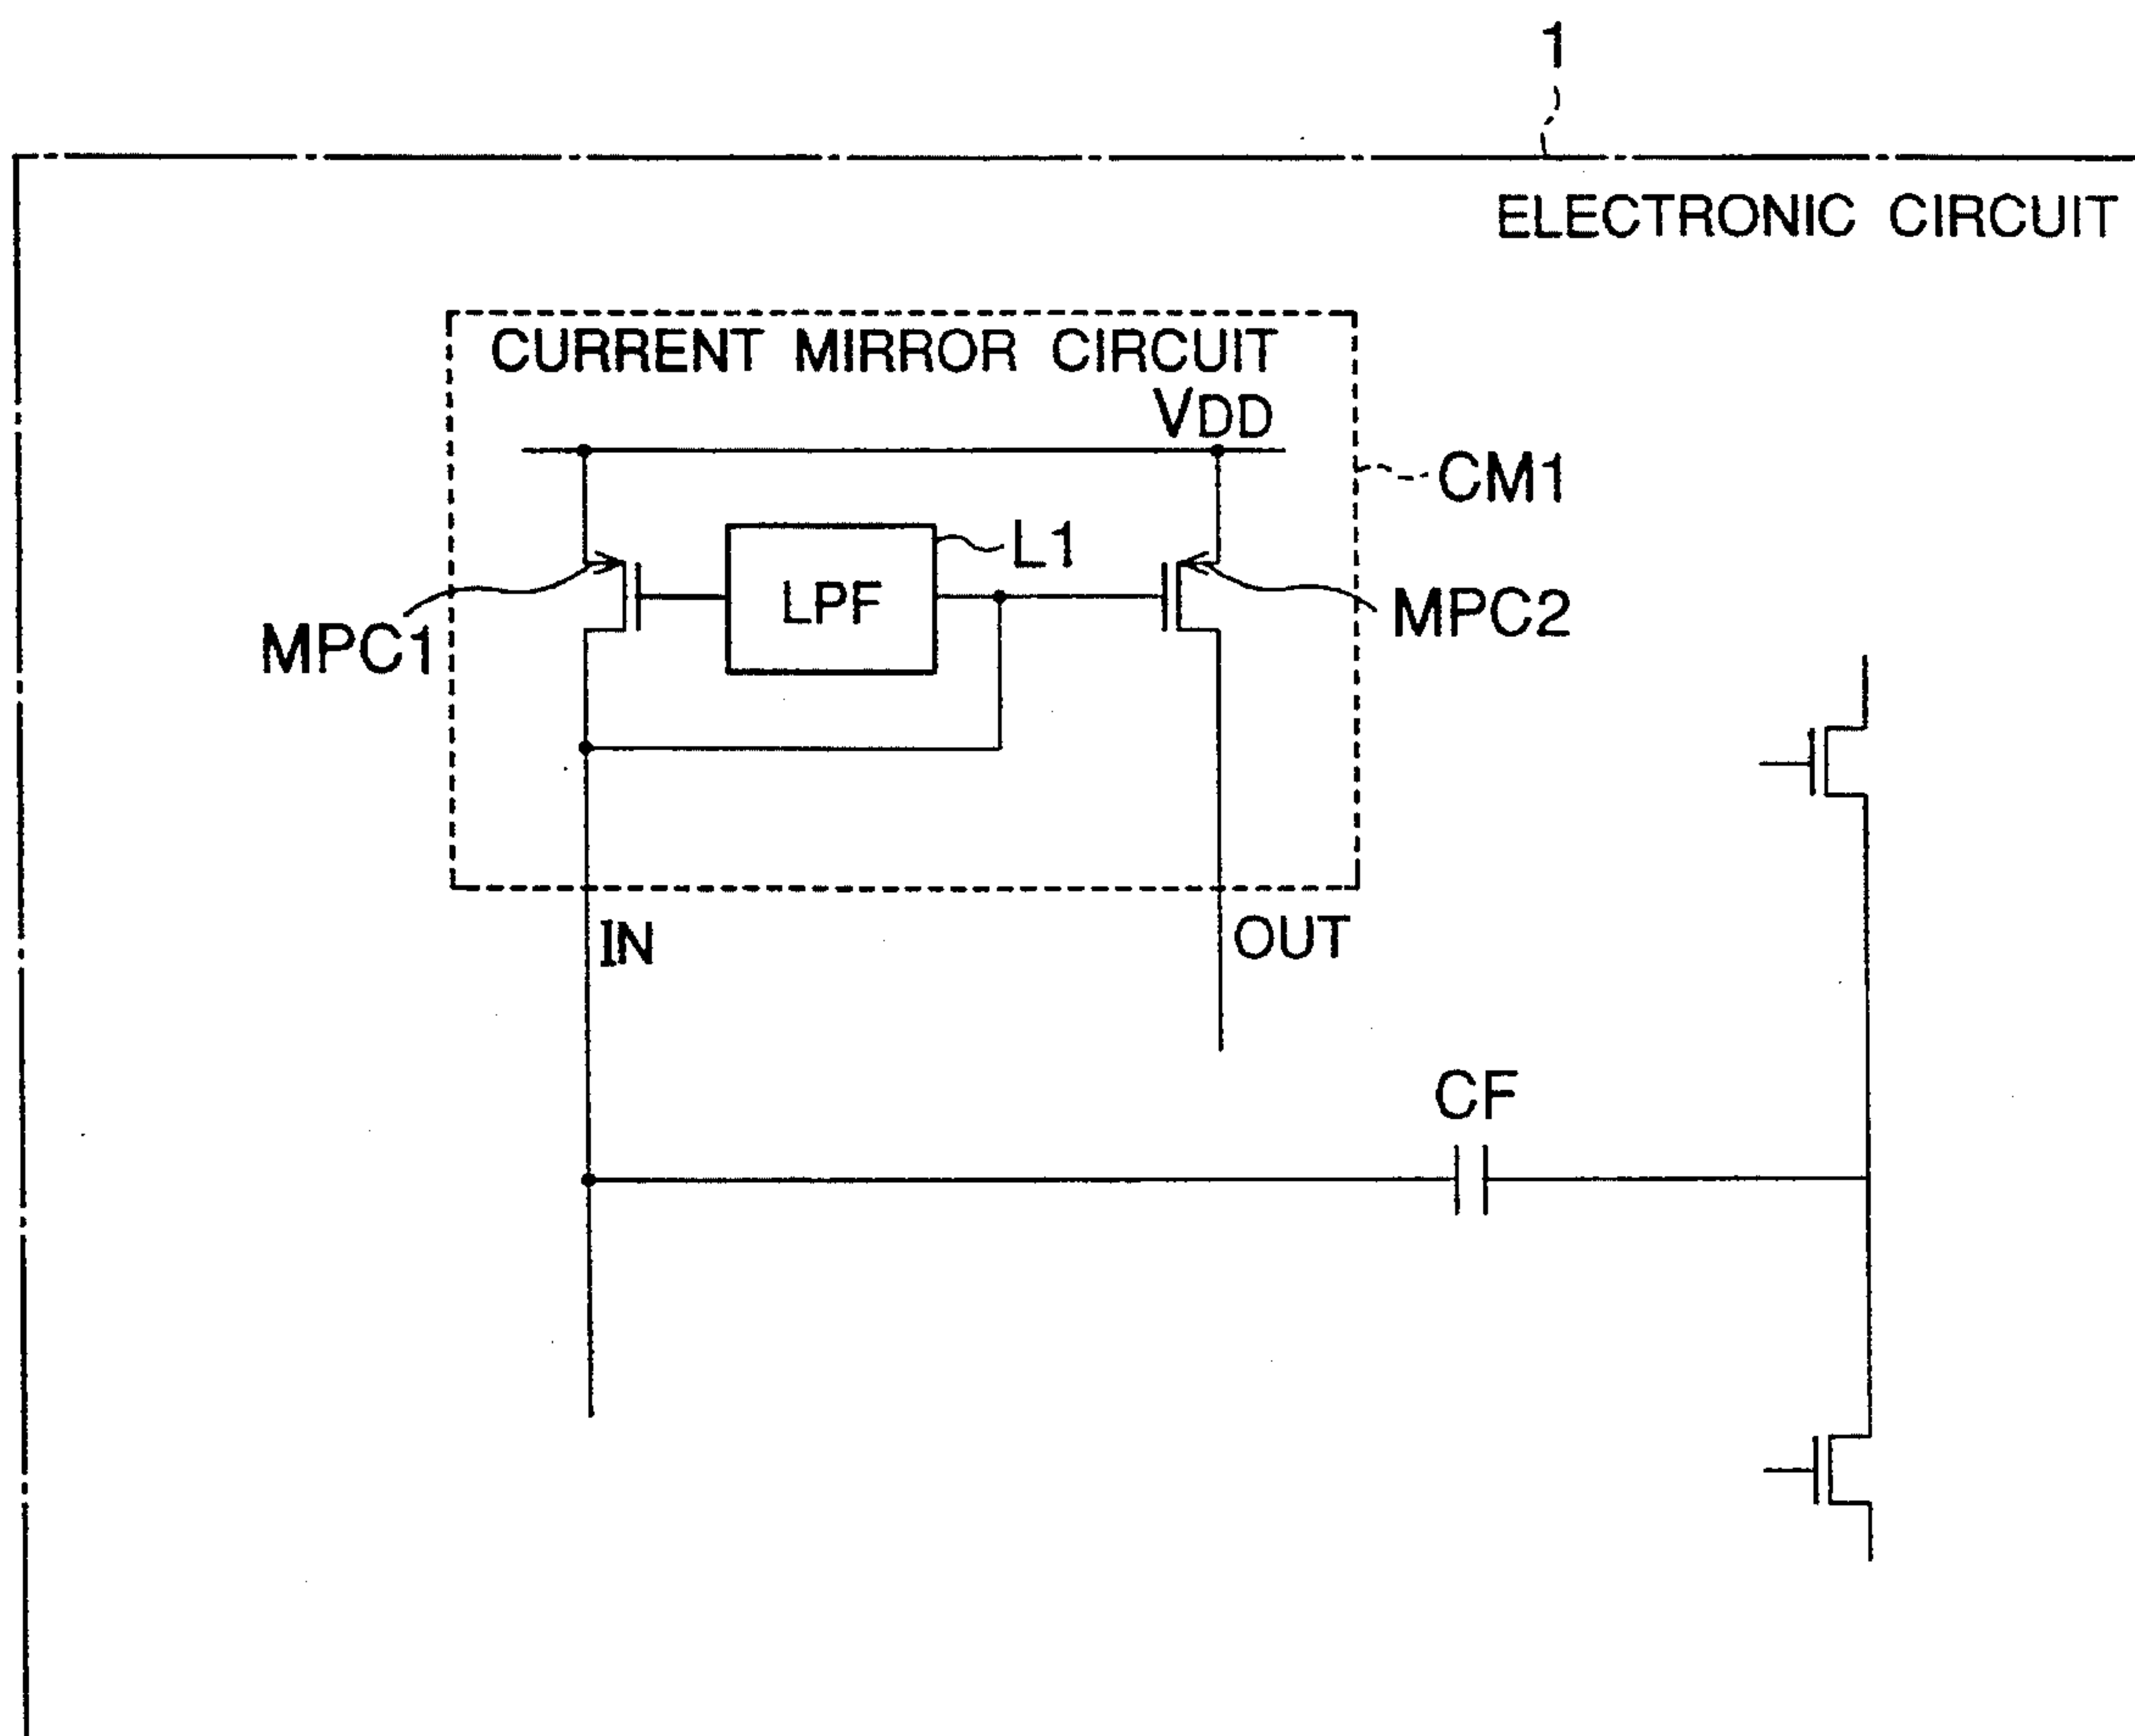 1
ELECTRONIC CIRCUIT
CURRENT MIRROR CIRCUIT
VDD
CM1
L1
LPF
MPC1
MPC2
IN
OUT
CF